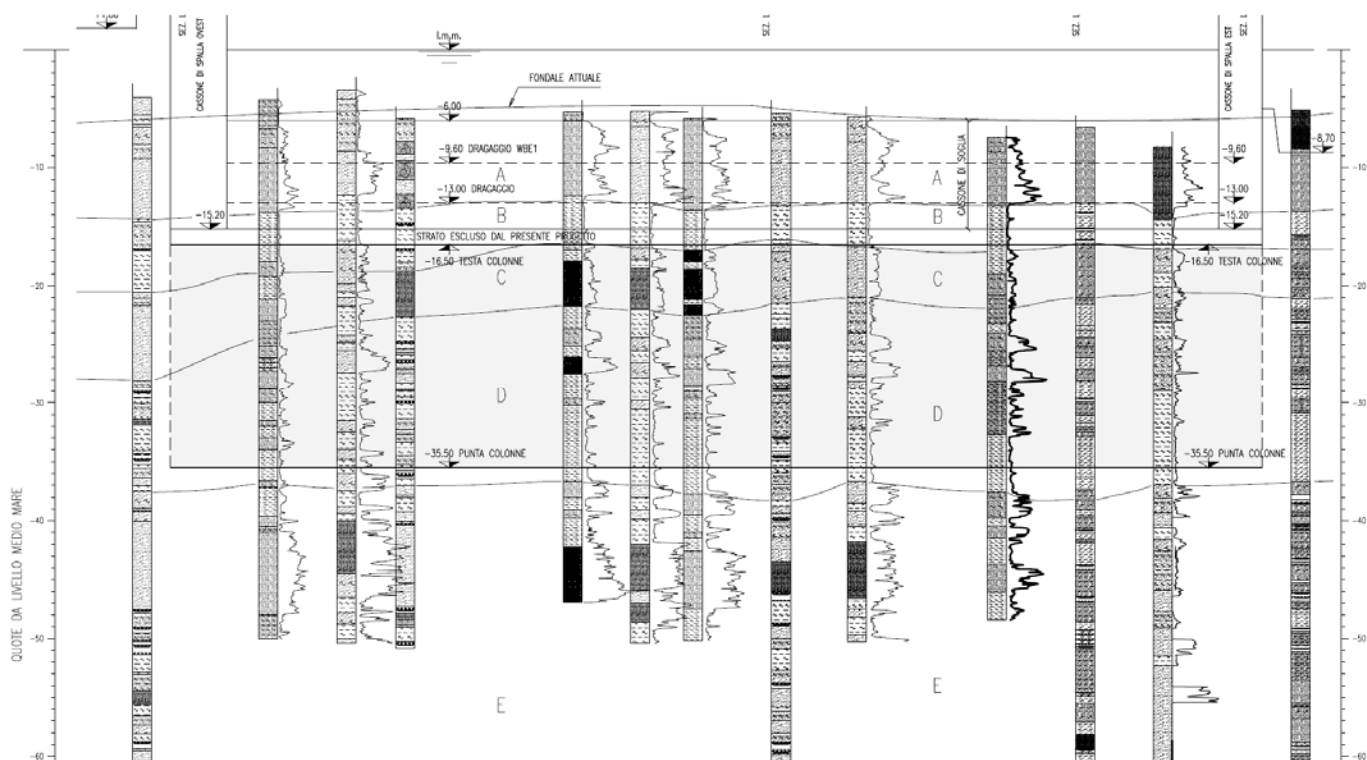 SEZ. I.
SEZ. I.
SEZ. I.
SEZ. I.
CASSONE DI SPALLA OVEST
l.m.m.
CASSONE DI SPALLA EST
FONDALE ATTUALE
-6,00
-8,70
-9,60 DRAGAGGIO WBE1
-9,60
-10
-10
A
A
-13.00 DRAGAGGIO
-13.00
CASSONE DI SOGLIA
-15.20
B
B
-15.20
STRATO ESCLUSO DAL PRESENTE PROGETTO
-16.50 TESTA COLONNE
-16.50 TESTA COLONNE
C
C
-20
-20
D
D
-30
-30
-35.50 PUNTA COLONNE
-35.50 PUNTA COLONNE
QUOTE DA LIVELLO MEDIO MARE
-40
-40
-50
-50
E
E
-60
-60